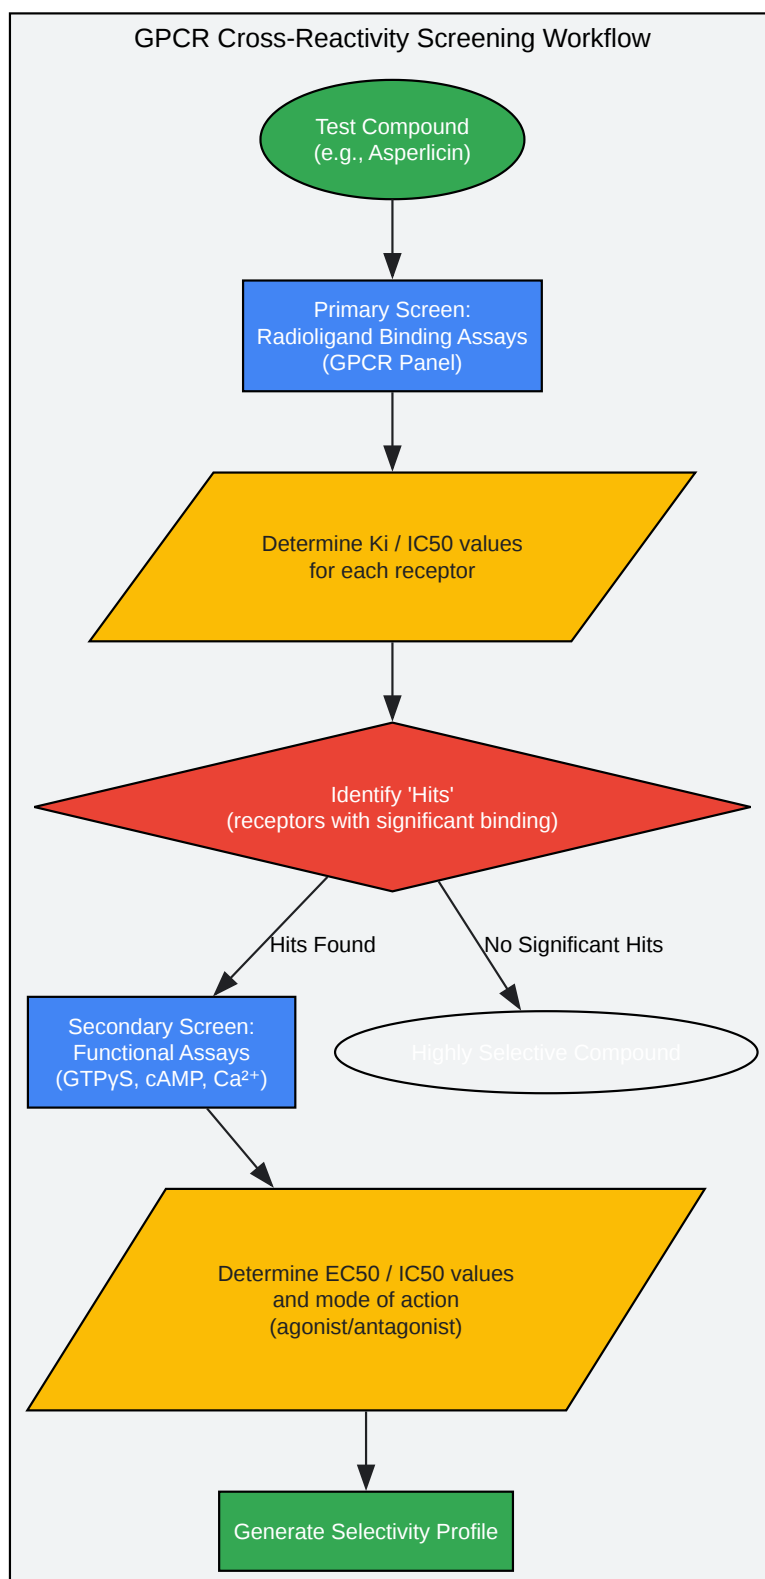 GPCR Cross-Reactivity Screening Workflow
Test Compound
(e.g., Asperlicin)
Primary Screen:
Radioligand Binding Assays
(GPCR Panel)
Determine Ki / IC50 values
for each receptor
Identify 'Hits'
(receptors with significant binding)
Hits Found
No Significant Hits
Secondary Screen:
Functional Assays
(GTPγS, cAMP, Ca²⁺)
Highly Selective Compound
Determine EC50 / IC50 values
and mode of action
(agonist/antagonist)
Generate Selectivity Profile